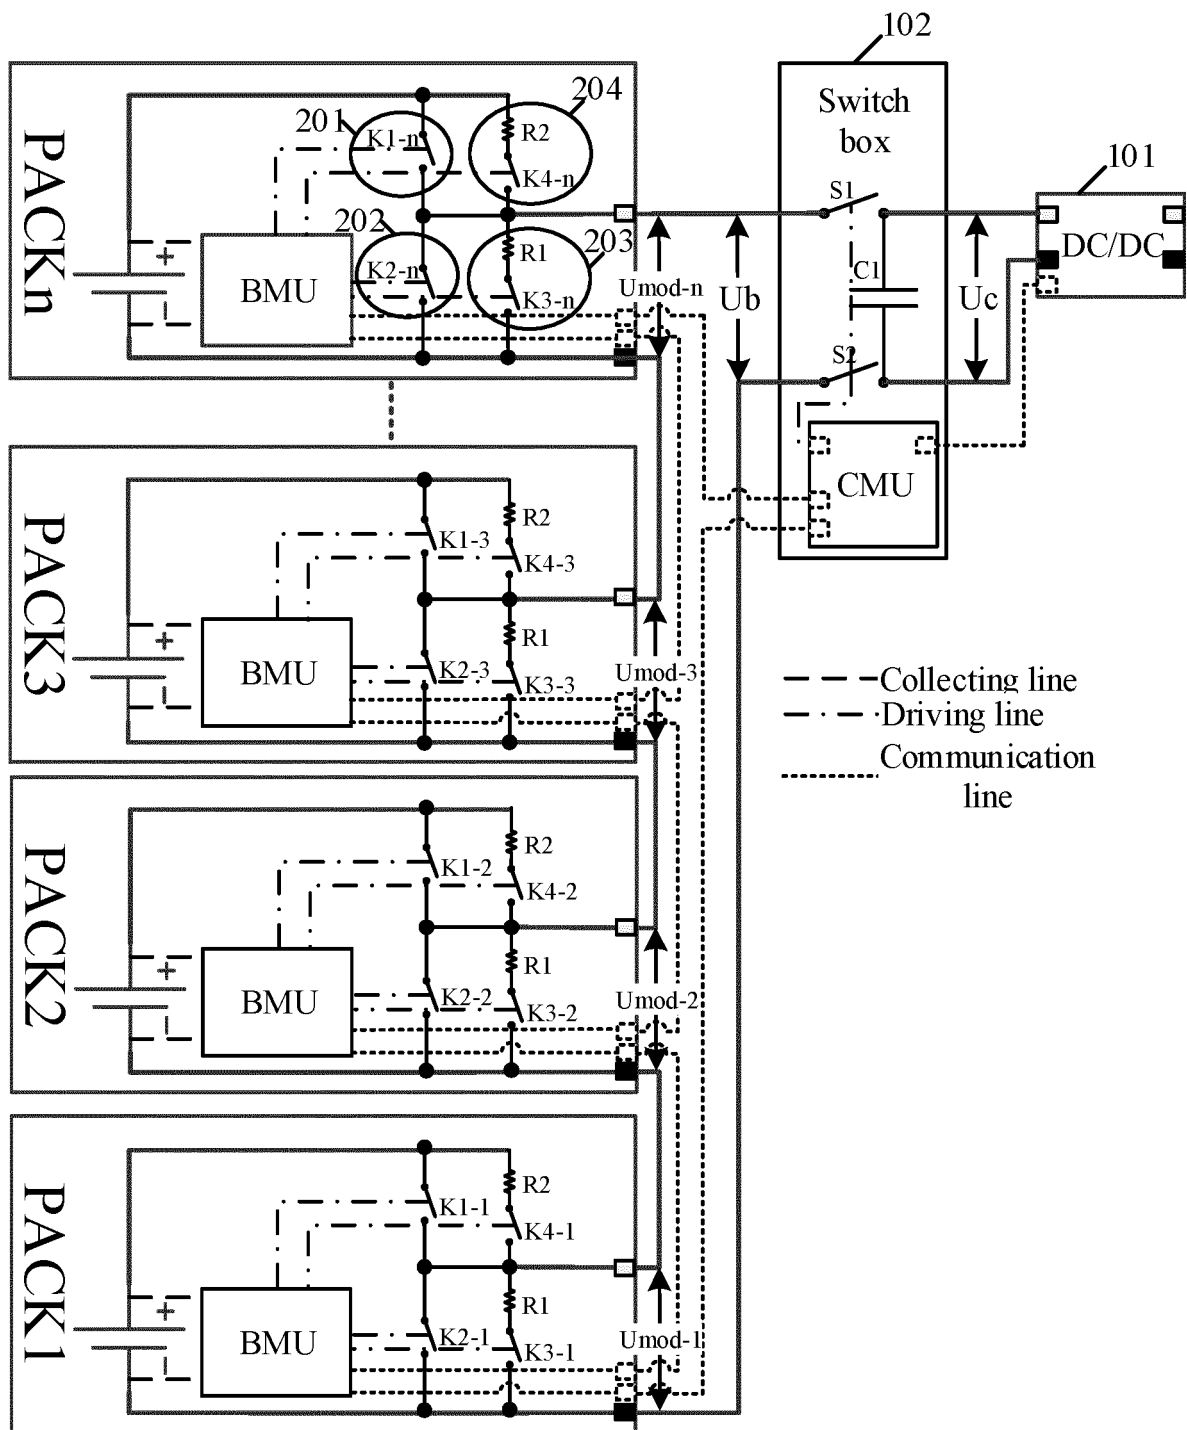 102
Switch
box
101
DC/DC
S1
C1
S2
Uc
Ub
CMU
PACKn
201
204
K1-n
R2
K4-n
202
203
K2-n
R1
K3-n
BMU
+
Umod-n
PACK3
R2
K1-3
K4-3
R1
K2-3
K3-3
BMU
+
Umod-3
Collecting line
Driving line
Communication
line
PACK2
R2
K1-2
K4-2
R1
K2-2
K3-2
BMU
+
Umod-2
PACK1
R2
K1-1
K4-1
R1
K2-1
K3-1
BMU
+
Umod-1